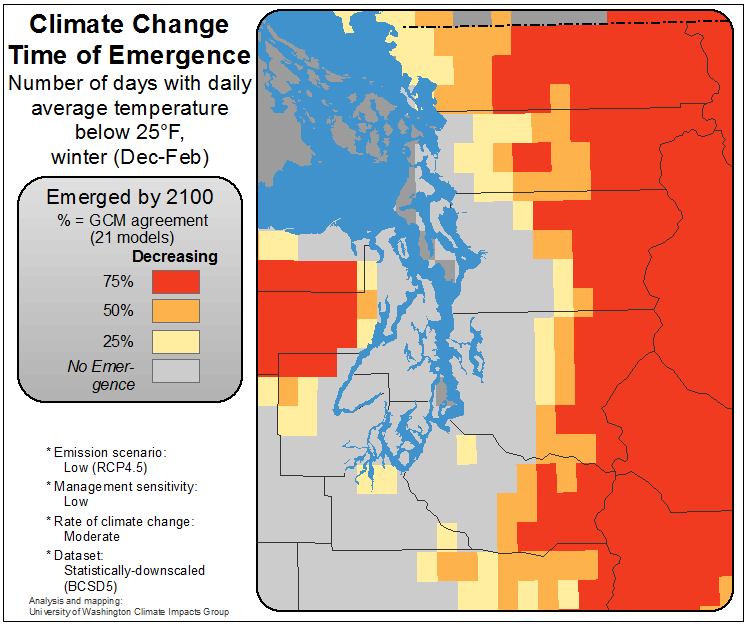 Climate Change
Time of Emergence
Number of days with daily
average temperature
below 25°F,
winter (Dec-Feb)
Emerged by 2100
% = GCM agreement
(21 models)
Decreasing
75%
50%
25%
No Emer-
gence
* Emission scenario:
Low (RCP4.5)
* Management sensitivity:
Low
* Rate of climate change:
Moderate
* Dataset:
Statistically-downscaled
(BCSD5)
Analysis and mapping:
University of Washington Climate Impacts Group